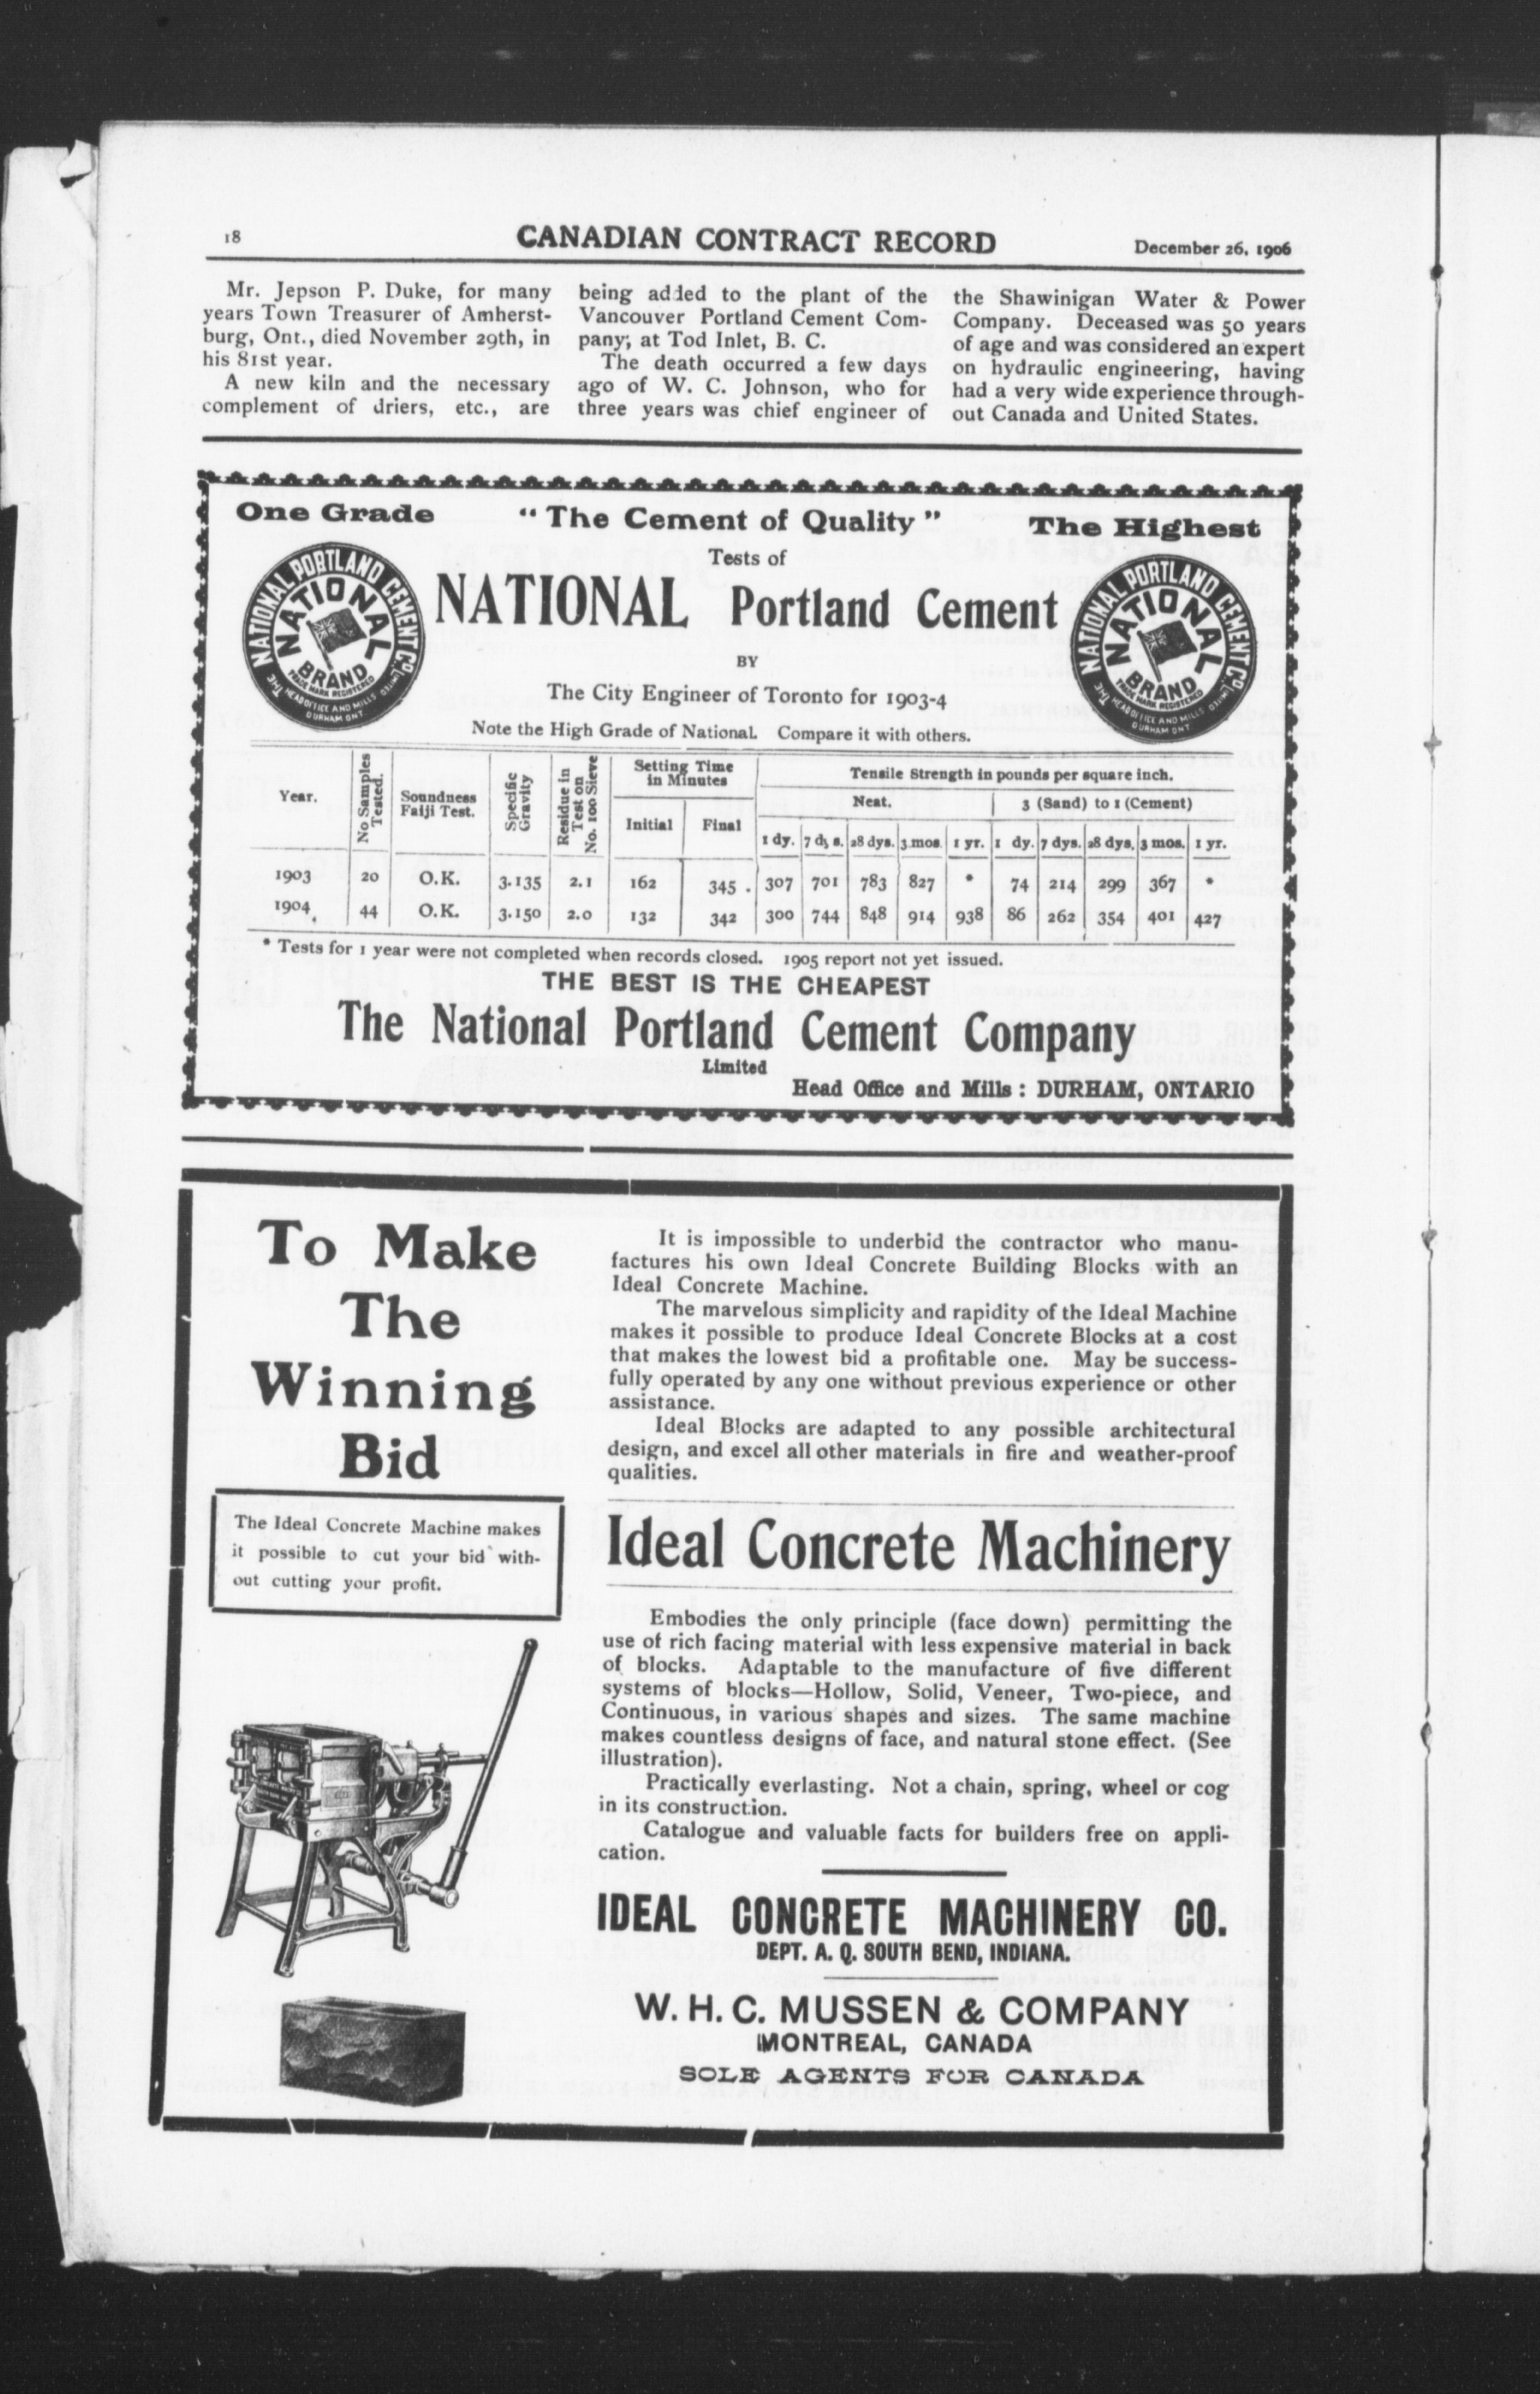 18
CANADIAN CONTRACT RECORD
December 26, 1906
Mr. Jepson P. Duke, for many
years Town Treasurer of Amherst-
burg, Ont., died November 29th, in
his 81st year.
A new kiln and the necessary
complement of driers, etc., are
being added to the plant of the
Vancouver Portland Cement Com-
pany, at Tod Inlet, B. C.
The death occurred a few days
ago of W. C. Johnson, who for
three years was chief engineer of
the Shawinigan Water & Power
Company. Deceased was 50 years
of age and was considered an expert
on hydraulic engineering, having
had a very wide experience through-
out Canada and United States.
One Grade
"The Cement of Quality"
The Highest
Tests of
NATIONAL Portland Cement
THE NATIONAL PORTLAND CEMENT CO. LIMITED
NATIONAL
BRAND
TRADE MARK REGISTERED
HEAD OFFICE AND MILLS
DURHAM ONT
THE NATIONAL PORTLAND CEMENT CO. LIMITED
NATIONAL
BRAND
TRADE MARK REGISTERED
HEAD OFFICE AND MILLS
DURHAM ONT
BY
The City Engineer of Toronto for 1903-4
Note the High Grade of National. Compare it with others.
Year.
No Samples Tested.
Soundness Faiji Test.
Specific Gravity
Residue in Test on No. 100 Sieve
Setting Time in Minutes
Tensile Strength in pounds per square inch.
Initial Final
Neat. 3 (Sand) to 1 (Cement)
1 dy. 7 dys. 28 dys. 3 mos. 1 yr. 1 dy. 7 dys. 28 dys. 3 mos. 1 yr.
1903 20 O.K. 3.135 2.1 162 345 307 701 783 827 * 74 214 299 367 *
1904 44 O.K. 3.150 2.0 132 342 300 744 848 914 938 86 262 354 401 427
* Tests for 1 year were not completed when records closed. 1905 report not yet issued.
THE BEST IS THE CHEAPEST
The National Portland Cement Company
Limited
Head Office and Mills : DURHAM, ONTARIO
To Make
The
Winning
Bid
The Ideal Concrete Machine makes
it possible to cut your bid with-
out cutting your profit.
It is impossible to underbid the contractor who manu-
factures his own Ideal Concrete Building Blocks with an
Ideal Concrete Machine.
The marvelous simplicity and rapidity of the Ideal Machine
makes it possible to produce Ideal Concrete Blocks at a cost
that makes the lowest bid a profitable one. May be success-
fully operated by any one without previous experience or other
assistance.
Ideal Blocks are adapted to any possible architectural
design, and excel all other materials in fire and weather-proof
qualities.
Ideal Concrete Machinery
Embodies the only principle (face down) permitting the
use of rich facing material with less expensive material in back
of blocks. Adaptable to the manufacture of five different
systems of blocks—Hollow, Solid, Veneer, Two-piece, and
Continuous, in various shapes and sizes. The same machine
makes countless designs of face, and natural stone effect. (See
illustration).
Practically everlasting. Not a chain, spring, wheel or cog
in its construction.
Catalogue and valuable facts for builders free on appli-
cation.
IDEAL CONCRETE MACHINERY CO.
DEPT. A. Q. SOUTH BEND, INDIANA.
W. H. C. MUSSEN & COMPANY
MONTREAL, CANADA
SOLE AGENTS FOR CANADA